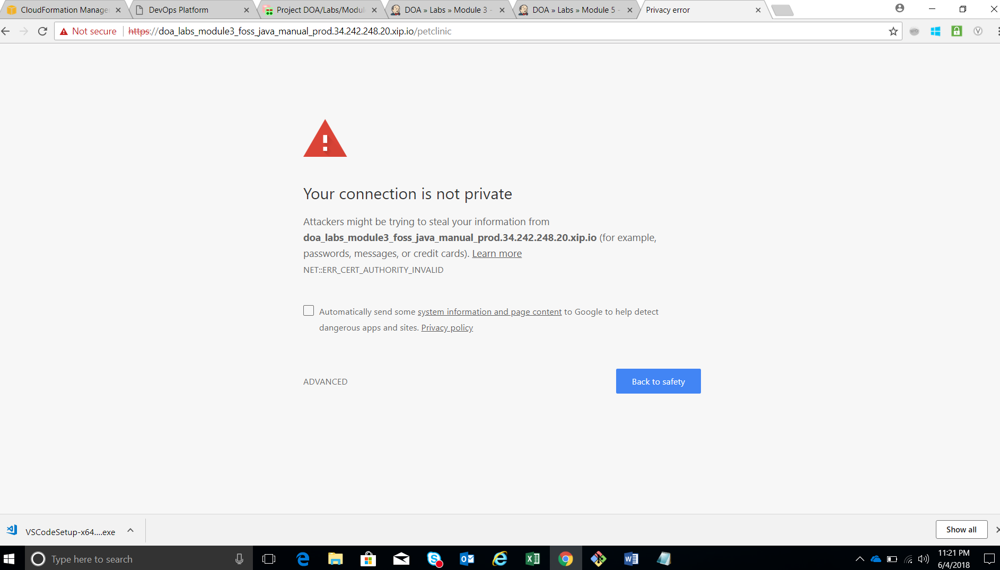 CloudFormation Manage
DevOps Platform
Project DOA/Labs/Modul
DOA » Labs » Module 3 -
DOA » Labs » Module 5 -
Privacy error
Not secure
https://doa_labs_module3_foss_java_manual_prod.34.242.248.20.xip.io/petclinic
Your connection is not private
Attackers might be trying to steal your information from
doa_labs_module3_foss_java_manual_prod.34.242.248.20.xip.io (for example,
passwords, messages, or credit cards). Learn more
NET::ERR_CERT_AUTHORITY_INVALID
Automatically send some system information and page content to Google to help detect
dangerous apps and sites. Privacy policy
ADVANCED
Back to safety
VSCodeSetup-x64....exe
Show all
Type here to search
11:21 PM
6/4/2018